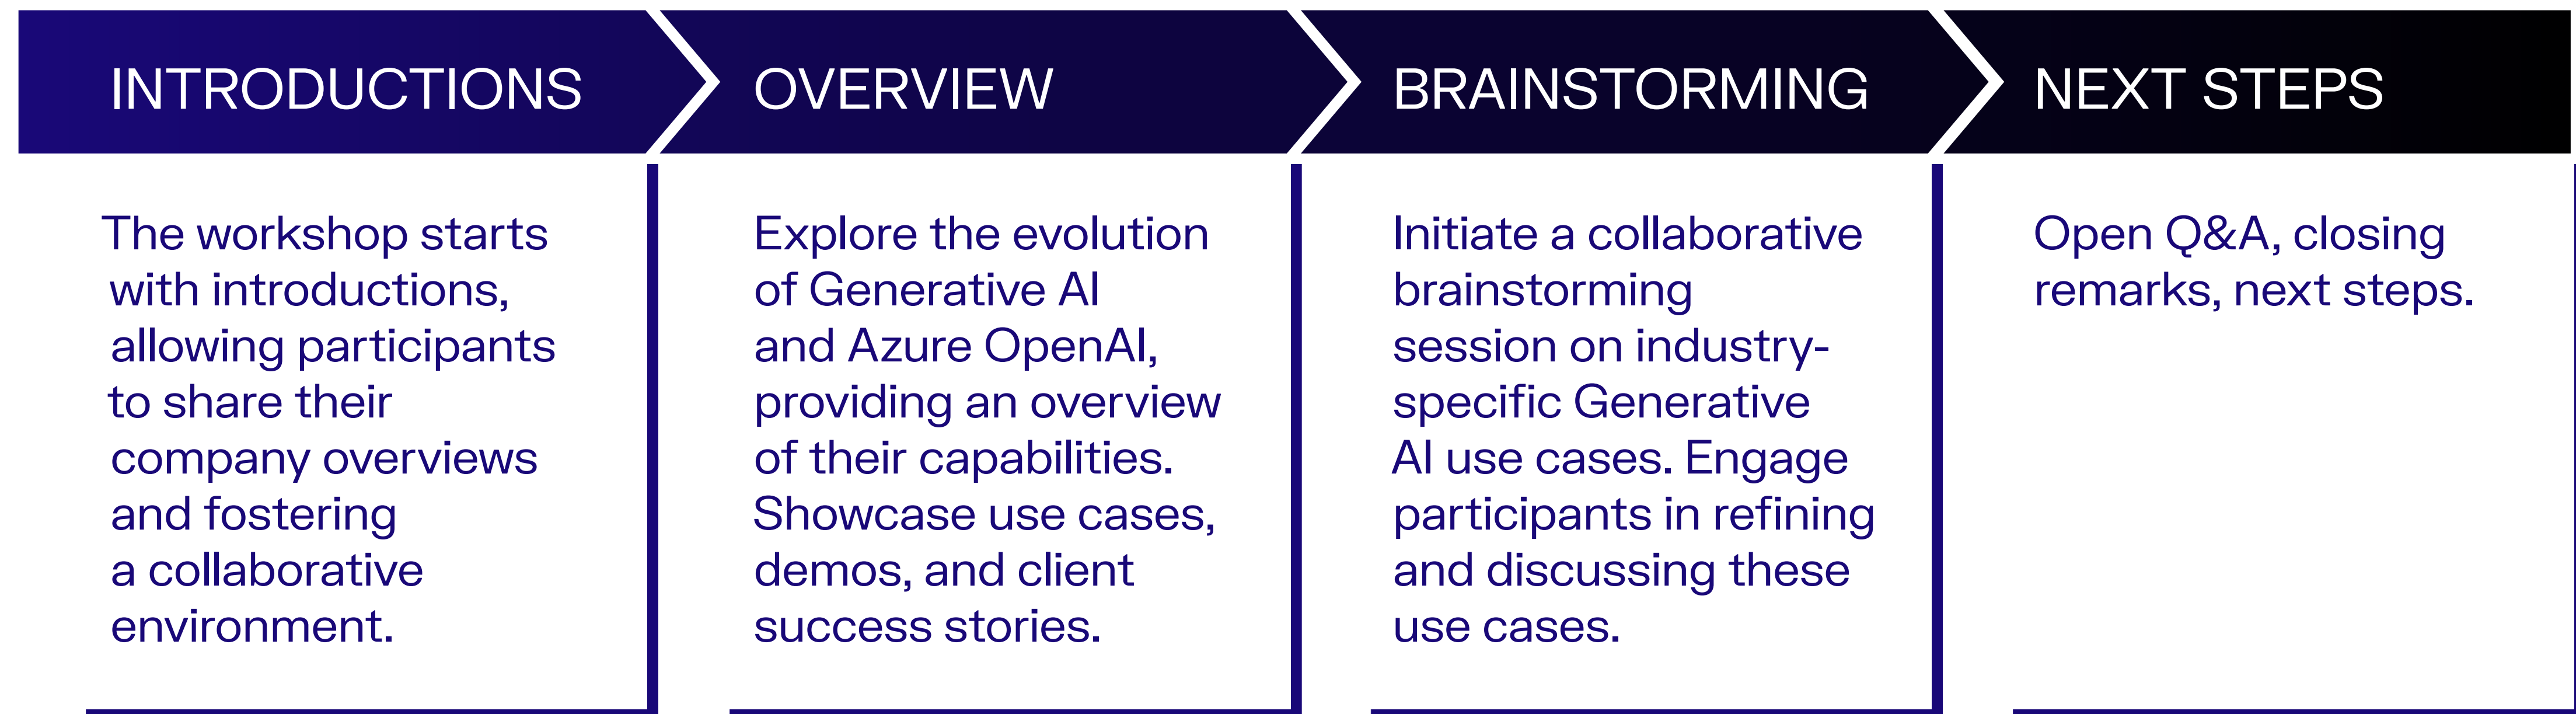 INTRODUCTIONS
OVERVIEW
BRAINSTORMING
NEXT STEPS
The workshop starts
with introductions,
allowing participants
to share their
company overviews
and fostering
a collaborative
environment.
Explore the evolution
of Generative AI
and Azure OpenAI,
providing an overview
of their capabilities.
Showcase use cases,
demos, and client
success stories.
Initiate a collaborative
brainstorming
session on industry-
specific Generative
AI use cases. Engage
participants in refining
and discussing these
use cases.
Open Q&A, closing
remarks, next steps.